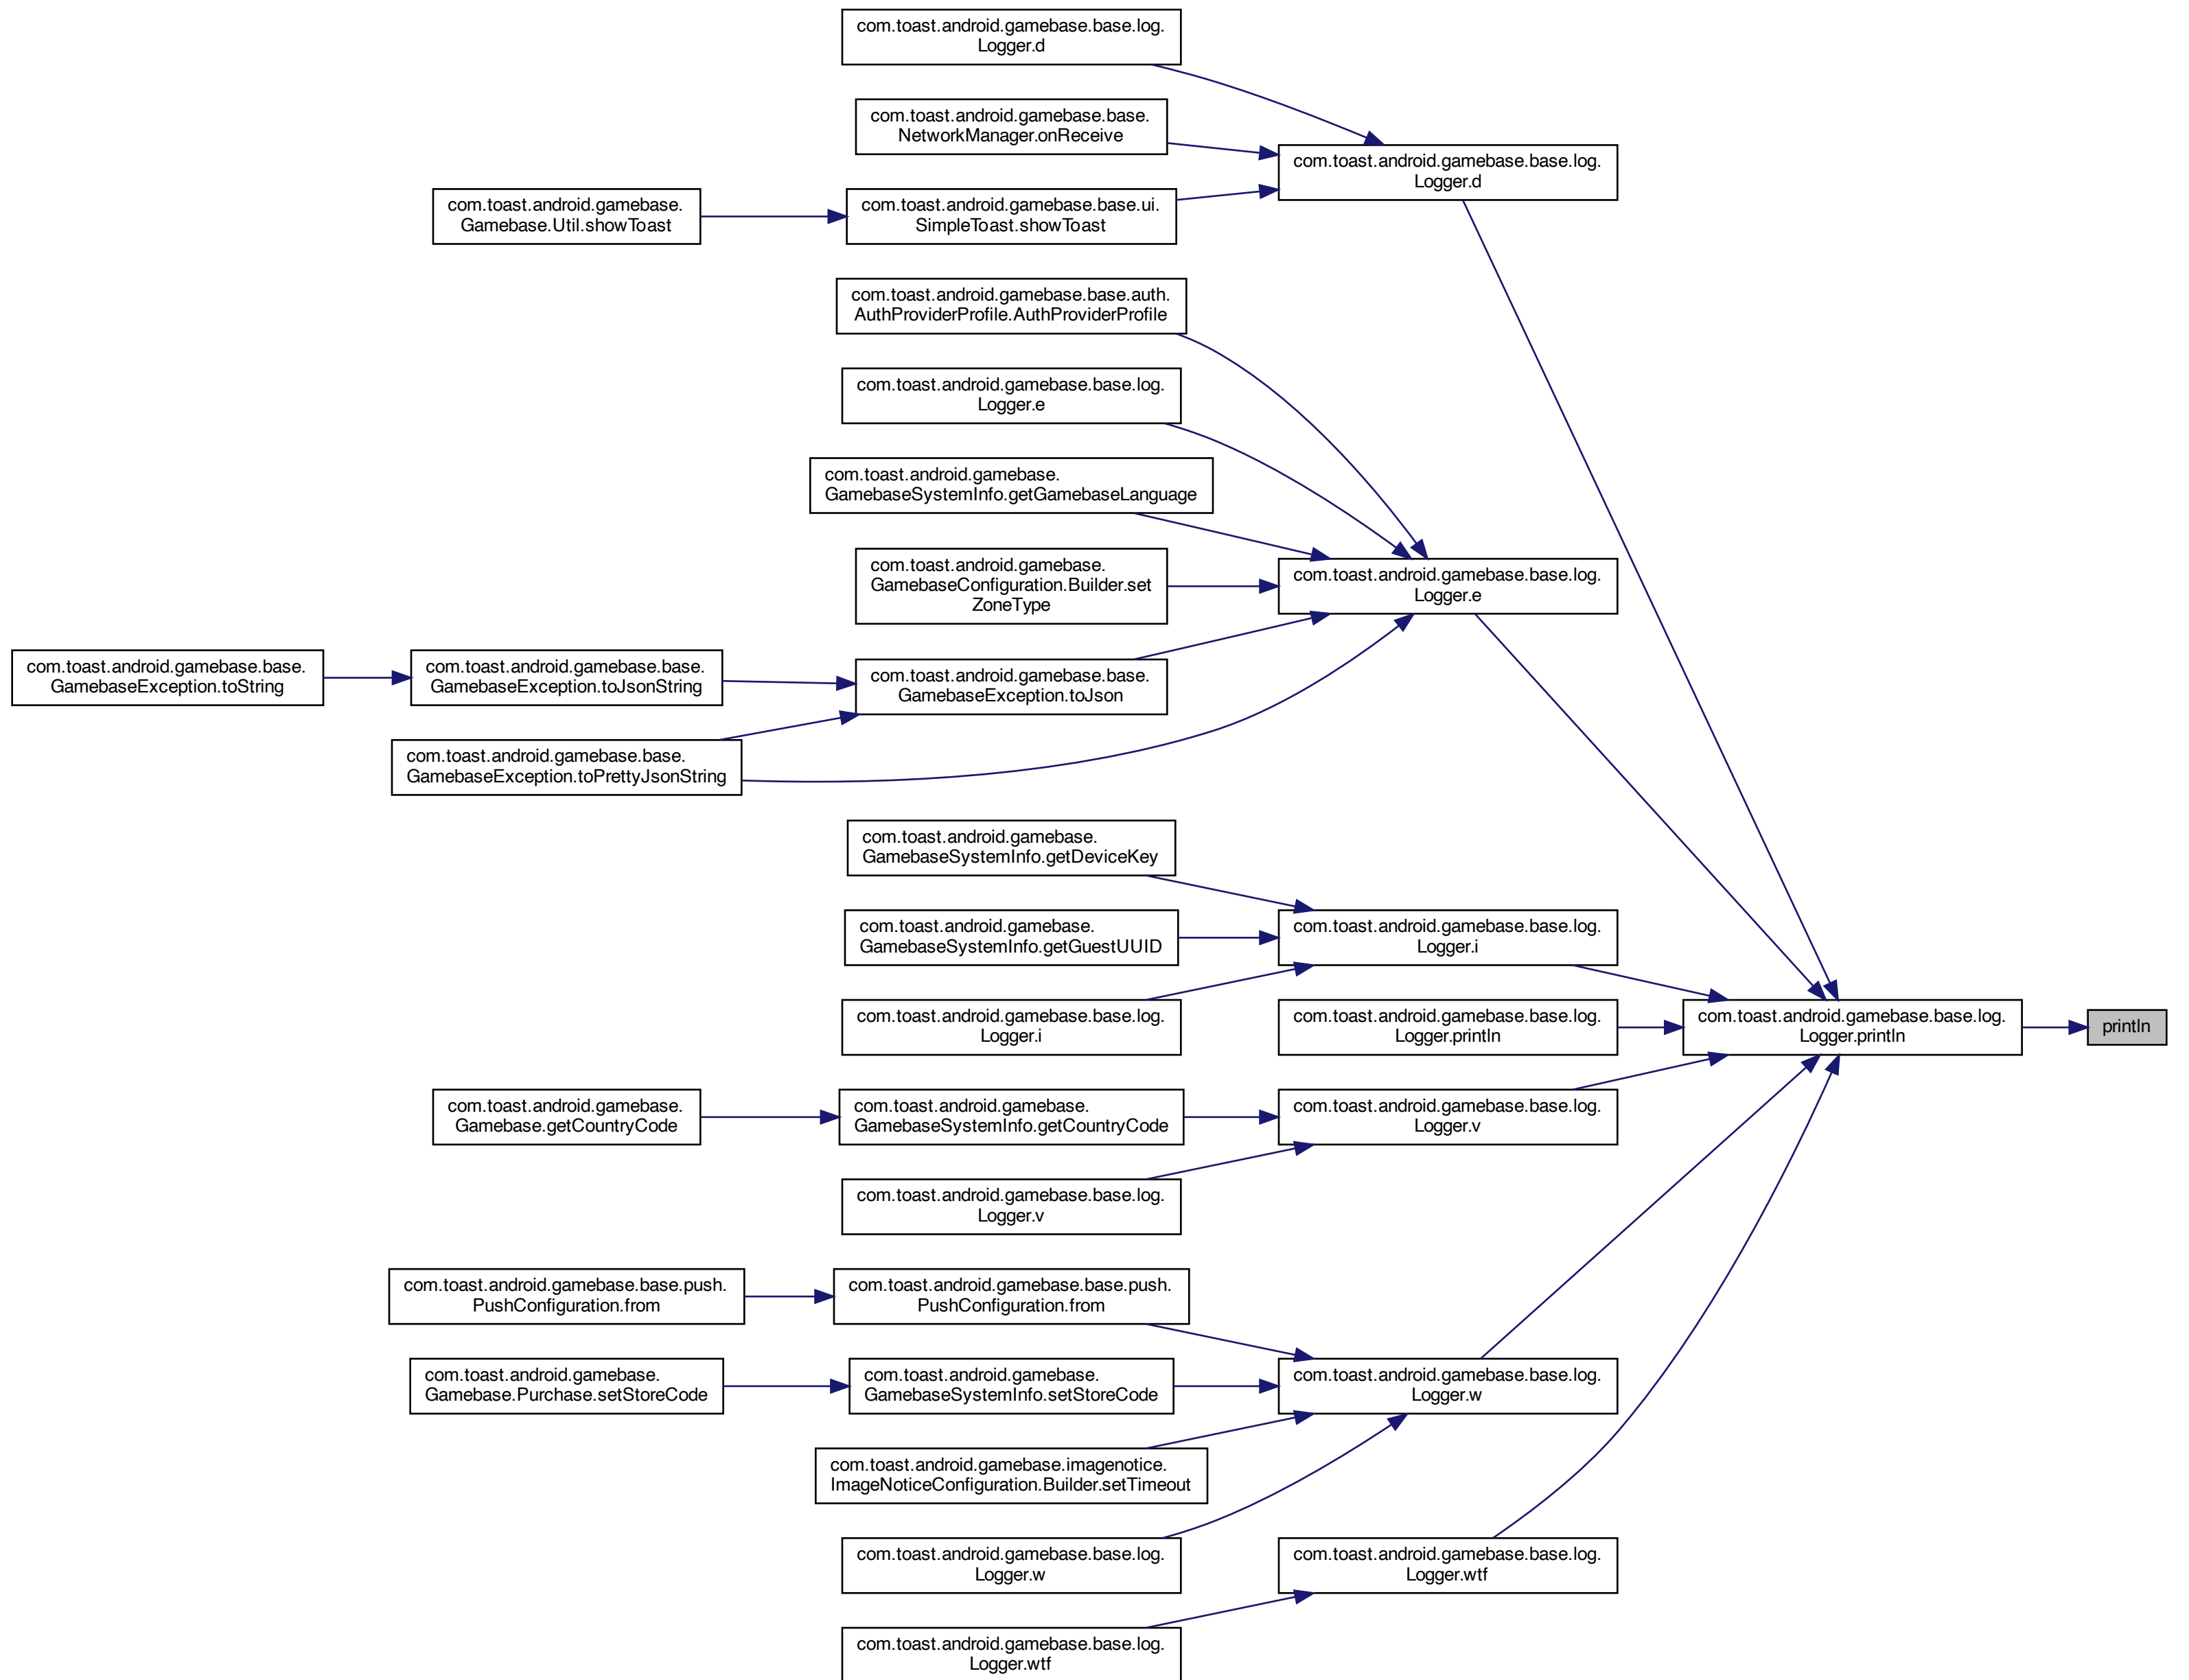 com.toast.android.gamebase.base.log.
Logger.d
com.toast.android.gamebase.base.
NetworkManager.onReceive
com.toast.android.gamebase.base.log.
Logger.d
com.toast.android.gamebase.
Gamebase.Util.showToast
com.toast.android.gamebase.base.ui.
SimpleToast.showToast
com.toast.android.gamebase.base.auth.
AuthProviderProfile.AuthProviderProfile
com.toast.android.gamebase.base.log.
Logger.e
com.toast.android.gamebase.
GamebaseSystemInfo.getGamebaseLanguage
com.toast.android.gamebase.
GamebaseConfiguration.Builder.set
ZoneType
com.toast.android.gamebase.base.log.
Logger.e
com.toast.android.gamebase.base.
GamebaseException.toString
com.toast.android.gamebase.base.
GamebaseException.toJsonString
com.toast.android.gamebase.base.
GamebaseException.toJson
com.toast.android.gamebase.base.
GamebaseException.toPrettyJsonString
com.toast.android.gamebase.
GamebaseSystemInfo.getDeviceKey
com.toast.android.gamebase.
GamebaseSystemInfo.getGuestUUID
com.toast.android.gamebase.base.log.
Logger.i
com.toast.android.gamebase.base.log.
Logger.i
com.toast.android.gamebase.base.log.
Logger.println
com.toast.android.gamebase.base.log.
Logger.println
println
com.toast.android.gamebase.
Gamebase.getCountryCode
com.toast.android.gamebase.
GamebaseSystemInfo.getCountryCode
com.toast.android.gamebase.base.log.
Logger.v
com.toast.android.gamebase.base.log.
Logger.v
com.toast.android.gamebase.base.push.
PushConfiguration.from
com.toast.android.gamebase.base.push.
PushConfiguration.from
com.toast.android.gamebase.
Gamebase.Purchase.setStoreCode
com.toast.android.gamebase.
GamebaseSystemInfo.setStoreCode
com.toast.android.gamebase.base.log.
Logger.w
com.toast.android.gamebase.imagenotice.
ImageNoticeConfiguration.Builder.setTimeout
com.toast.android.gamebase.base.log.
Logger.w
com.toast.android.gamebase.base.log.
Logger.wtf
com.toast.android.gamebase.base.log.
Logger.wtf